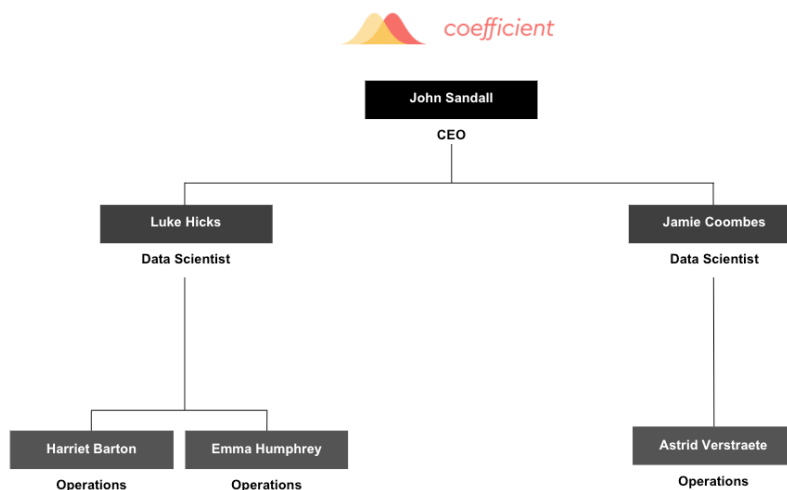 coefficient
John Sandall
CEO
Luke Hicks
Jamie Coombes
Data Scientist
Data Scientist
Harriet Barton
Emma Humphrey
Astrid Verstraete
Operations
Operations
Operations